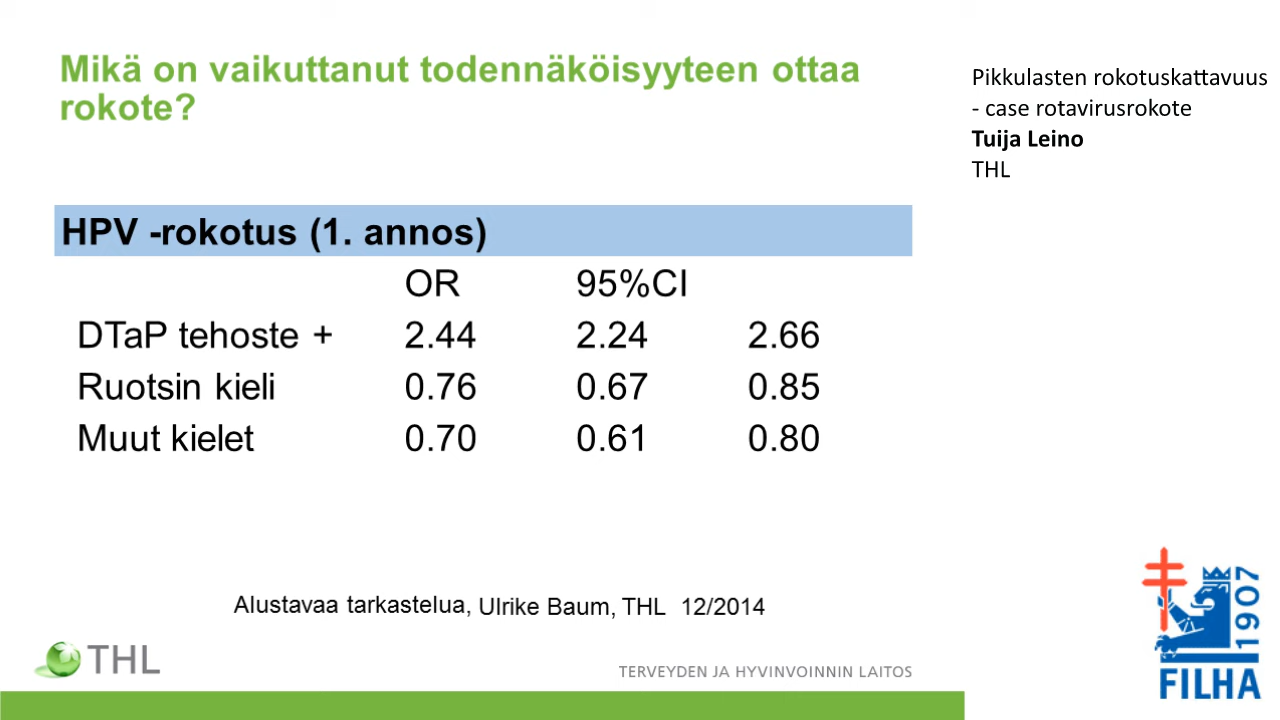 Mikä on vaikuttanut todennäköisyyteen ottaa
rokote?
Pikkulasten rokotuskattavuus
- case rotavirusrokote
Tuija Leino
THL
HPV -rokotus (1. annos)
OR 95%CI
DTaP tehoste + 2.44 2.24 2.66
Ruotsin kieli 0.76 0.67 0.85
Muut kielet 0.70 0.61 0.80
Alustavaa tarkastelua, Ulrike Baum, THL 12/2014
THL
TERVEYDEN JA HYVINVOINNIN LAITOS
1907
FILHA